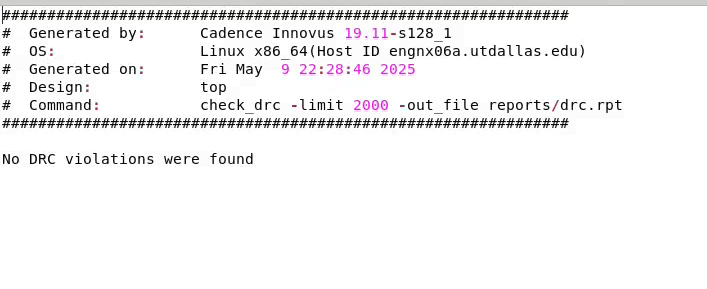 ###############################################################
#  Generated by:      Cadence Innovus 19.11-s128_1
#  OS:                Linux x86_64(Host ID engnx06a.utdallas.edu)
#  Generated on:      Fri May  9 22:28:46 2025
#  Design:            top
#  Command:           check_drc -limit 2000 -out_file reports/drc.rpt
###############################################################
No DRC violations were found